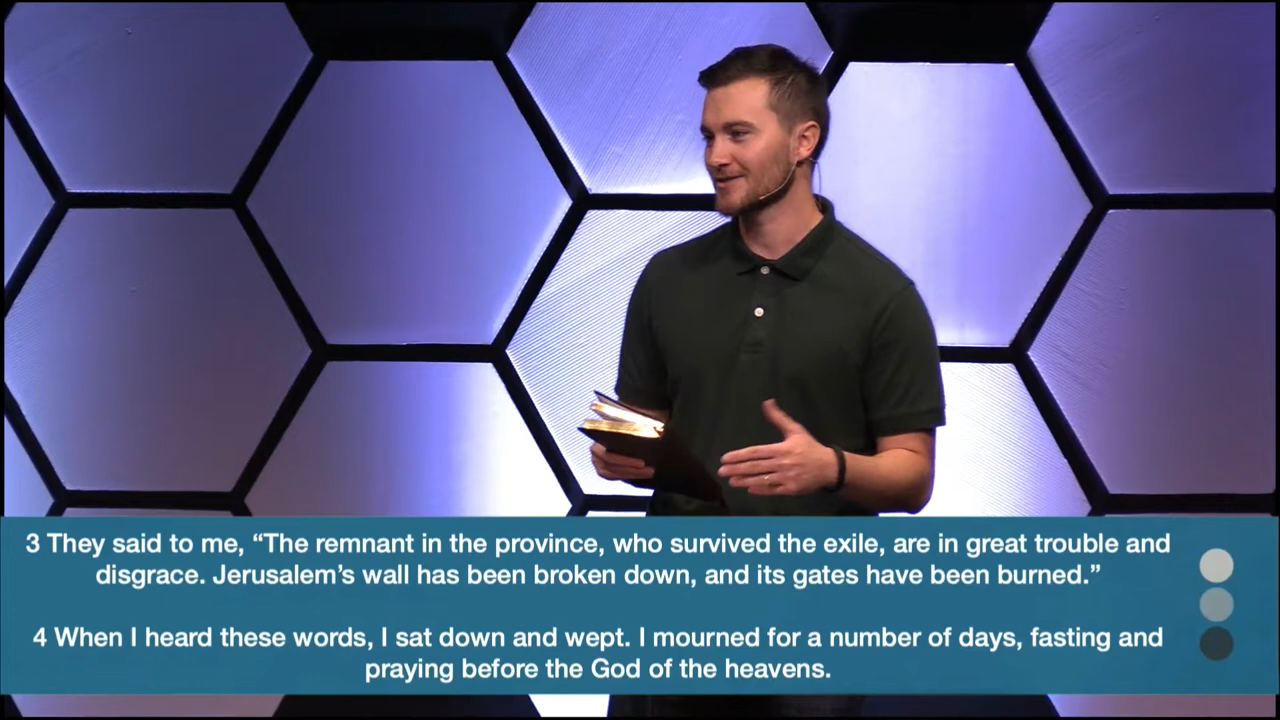 3 They said to me, “The remnant in the province, who survived the exile, are in great trouble and
disgrace. Jerusalem’s wall has been broken down, and its gates have been burned.”
4 When I heard these words, I sat down and wept. I mourned for a number of days, fasting and
praying before the God of the heavens.